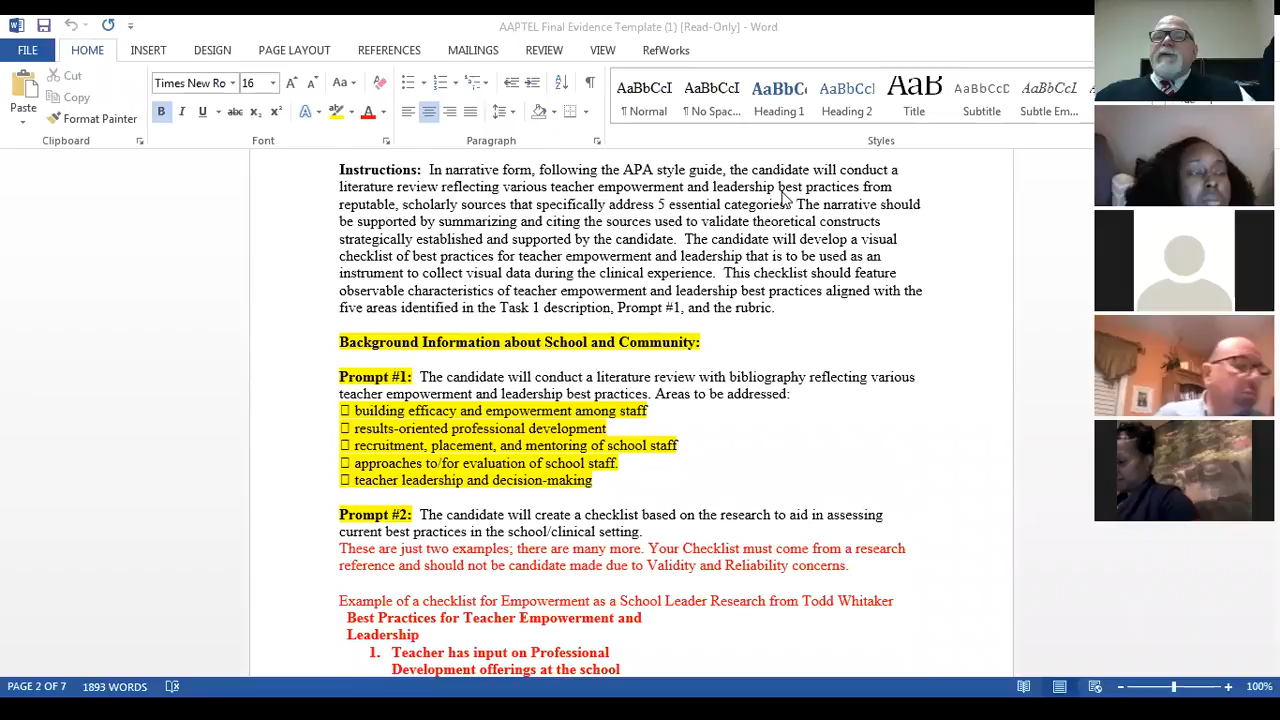 AAPTEL Final Evidence Template (1) [Read-Only] - Word
FILE HOME INSERT DESIGN PAGE LAYOUT REFERENCES MAILINGS REVIEW VIEW RefWorks
Cut
Times New Ro 16 Aa
AaBbCcI AaBbCcI AaBbCc AaBbCcI AaB AaBbCcD AaBbCcI
Copy
Paste
Format Painter
B I U abc x₂ x² A A
¶ Normal ¶ No Spac... Heading 1 Heading 2 Title Subtitle Subtle Em...
Clipboard Font Paragraph Styles
Instructions: In narrative form, following the APA style guide, the candidate will conduct a
literature review reflecting various teacher empowerment and leadership best practices from
reputable, scholarly sources that specifically address 5 essential categories. The narrative should
be supported by summarizing and citing the sources used to validate theoretical constructs
strategically established and supported by the candidate. The candidate will develop a visual
checklist of best practices for teacher empowerment and leadership that is to be used as an
instrument to collect visual data during the clinical experience. This checklist should feature
observable characteristics of teacher empowerment and leadership best practices aligned with the
five areas identified in the Task 1 description, Prompt #1, and the rubric.
Background Information about School and Community:
Prompt #1: The candidate will conduct a literature review with bibliography reflecting various
teacher empowerment and leadership best practices. Areas to be addressed:
building efficacy and empowerment among staff
results-oriented professional development
recruitment, placement, and mentoring of school staff
approaches to/for evaluation of school staff.
teacher leadership and decision-making
Prompt #2: The candidate will create a checklist based on the research to aid in assessing
current best practices in the school/clinical setting.
These are just two examples; there are many more. Your Checklist must come from a research
reference and should not be candidate made due to Validity and Reliability concerns.
Example of a checklist for Empowerment as a School Leader Research from Todd Whitaker
Best Practices for Teacher Empowerment and
Leadership
1. Teacher has input on Professional
Development offerings at the school
PAGE 2 OF 7 1893 WORDS 100%